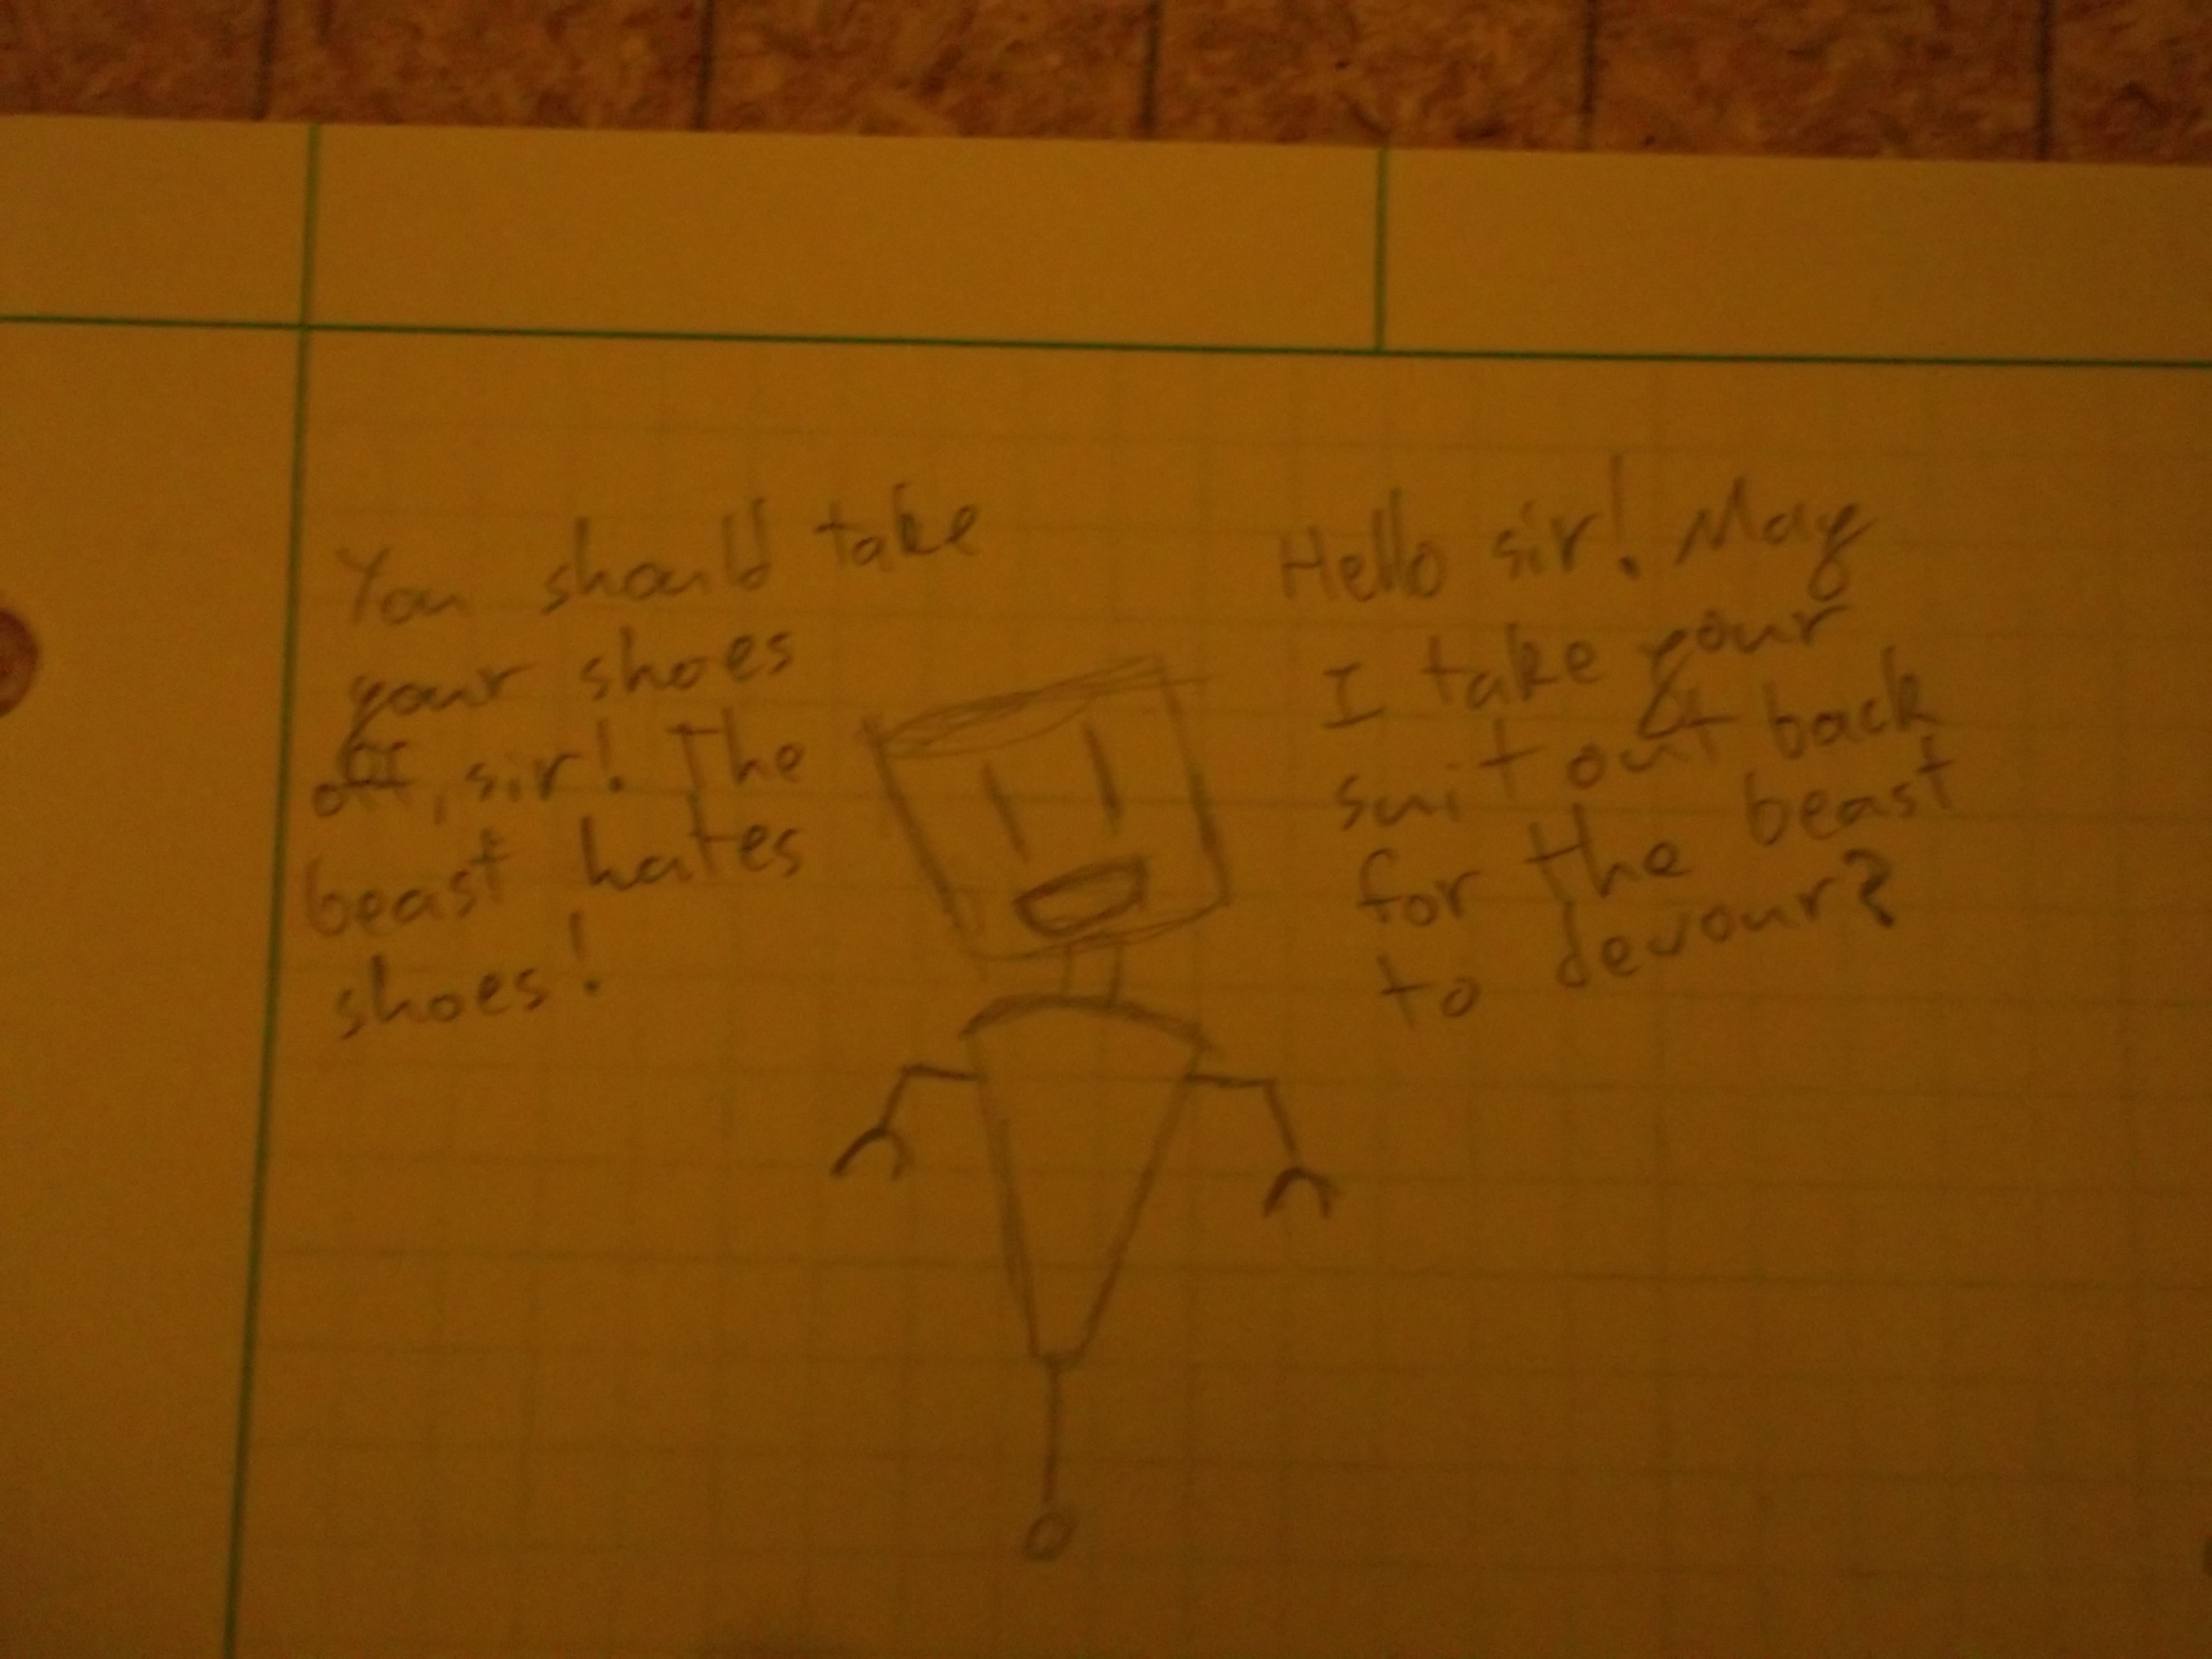 You should take
your shoes
off, sir! The
beast hates
shoes!
Hello sir! May
I take your
suit out back
for the beast
to devour?